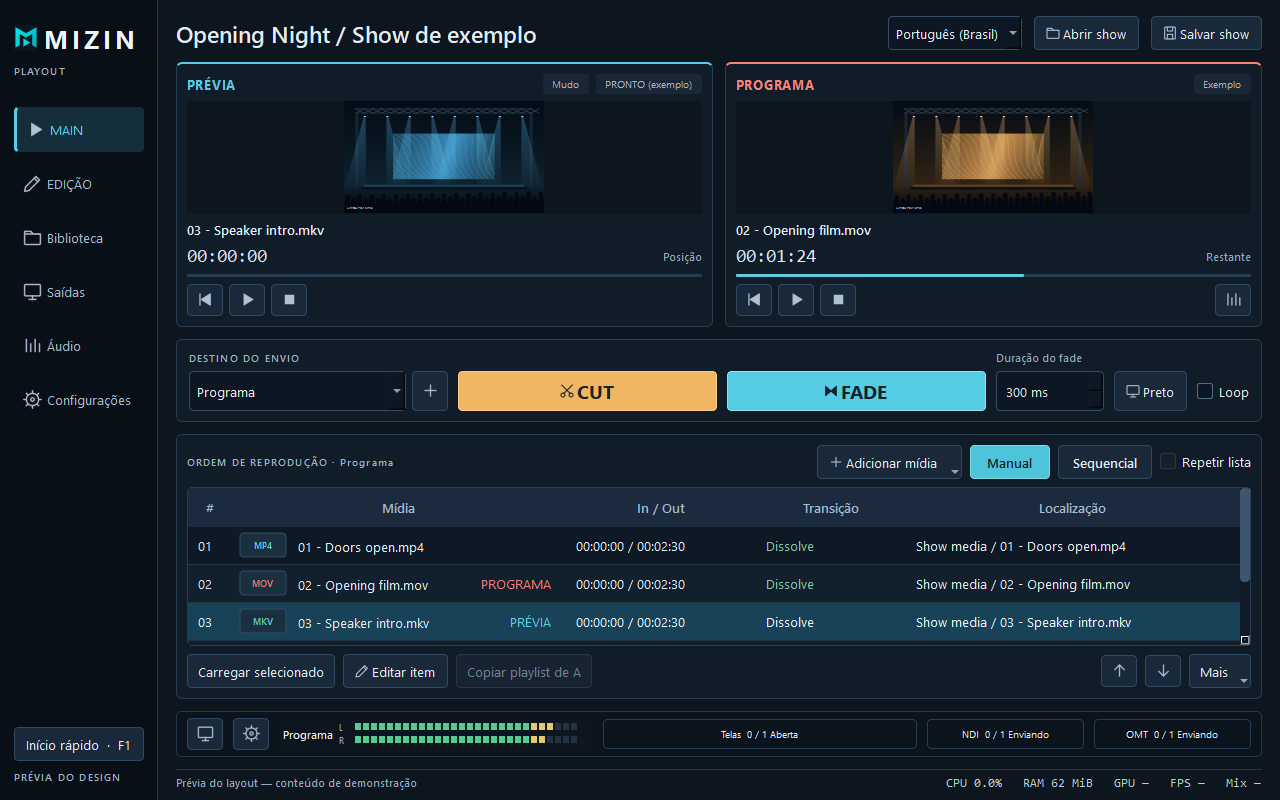 MIZIN
PLAYOUT
MAIN
EDIÇÃO
Biblioteca
Saídas
Áudio
Configurações
Início rápido · F1
PRÉVIA DO DESIGN
Opening Night / Show de exemplo
Português (Brasil)
Abrir show
Salvar show
PRÉVIA
Mudo
PRONTO (exemplo)
03 - Speaker intro.mkv
00:00:00
Posição
PROGRAMA
Exemplo
02 - Opening film.mov
00:01:24
Restante
DESTINO DO ENVIO
Programa
CUT
FADE
Duração do fade
300 ms
Preto
Loop
ORDEM DE REPRODUÇÃO · Programa
Adicionar mídia
Manual
Sequencial
Repetir lista
# Mídia In / Out Transição Localização
01 MP4 01 - Doors open.mp4 00:00:00 / 00:02:30 Dissolve Show media / 01 - Doors open.mp4
02 MOV 02 - Opening film.mov PROGRAMA 00:00:00 / 00:02:30 Dissolve Show media / 02 - Opening film.mov
03 MKV 03 - Speaker intro.mkv PRÉVIA 00:00:00 / 00:02:30 Dissolve Show media / 03 - Speaker intro.mkv
Carregar selecionado
Editar item
Copiar playlist de A
Mais
Programa
L
R
Telas 0 / 1 Aberta
NDI 0 / 1 Enviando
OMT 0 / 1 Enviando
Prévia do layout — conteúdo de demonstração
CPU 0.0% RAM 62 MiB GPU — FPS — Mix —